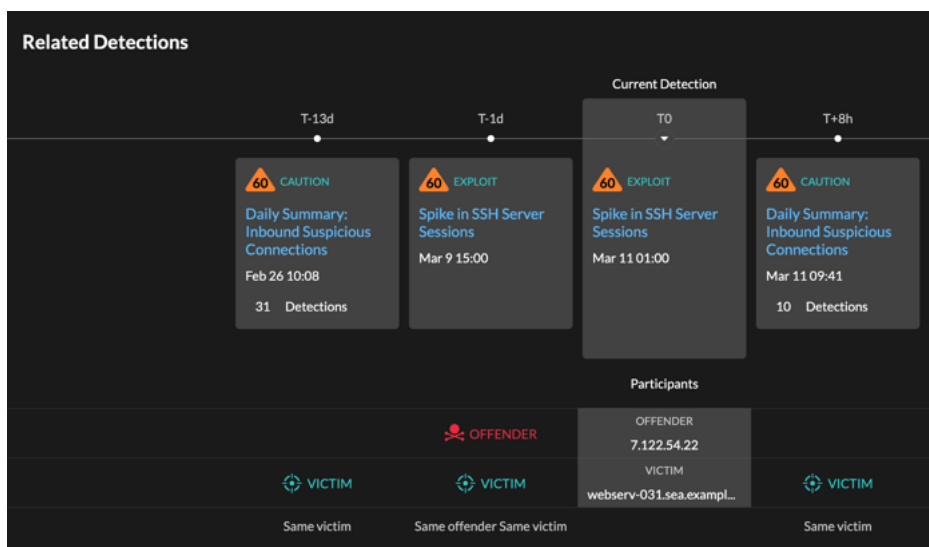 Related Detections
Current Detection
T-13d
T-1d
T0
T+8h
60 CAUTION
Daily Summary:
Inbound Suspicious
Connections
Feb 26 10:08
31 Detections
60 EXPLOIT
Spike in SSH Server
Sessions
Mar 9 15:00
60 EXPLOIT
Spike in SSH Server
Sessions
Mar 11 01:00
60 CAUTION
Daily Summary:
Inbound Suspicious
Connections
Mar 11 09:41
10 Detections
Participants
OFFENDER
OFFENDER
7.122.54.22
VICTIM
VICTIM
VICTIM
webserv-031.sea.exampl...
VICTIM
Same victim
Same offender Same victim
Same victim